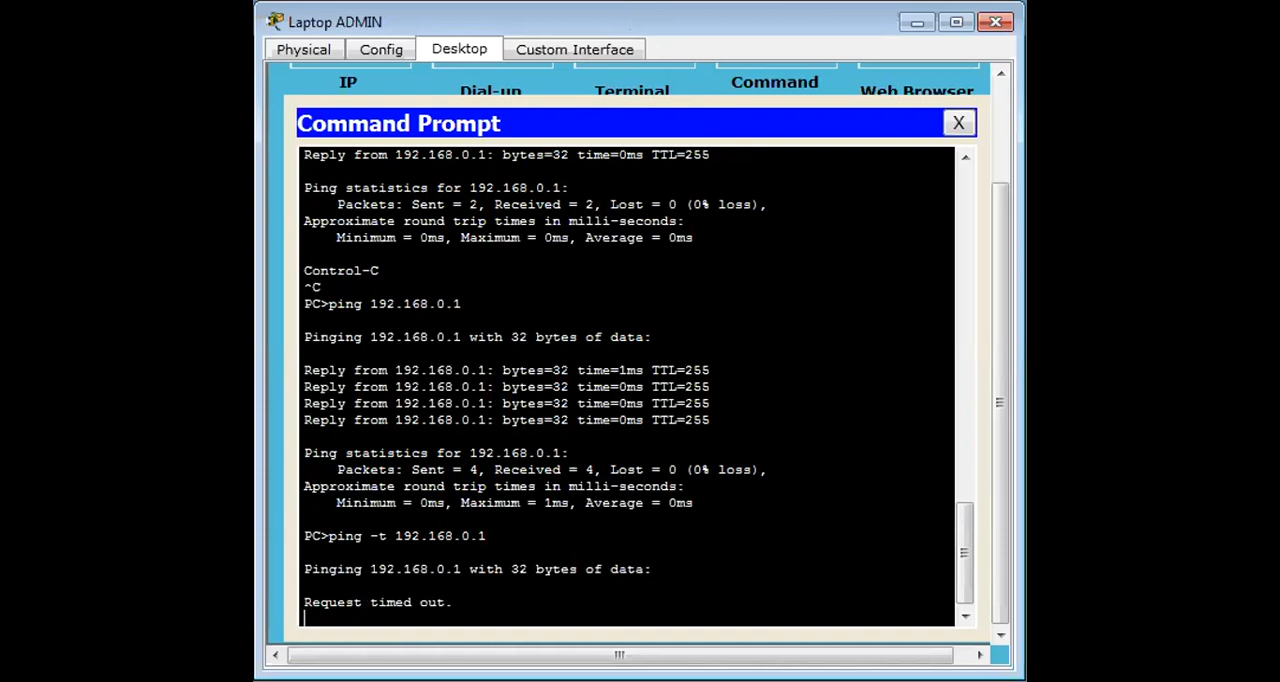 Laptop ADMIN
Physical Config Desktop Custom Interface
IP Dial-up Terminal Command Web Browser
Command Prompt X
Reply from 192.168.0.1: bytes=32 time=0ms TTL=255
Ping statistics for 192.168.0.1:
Packets: Sent = 2, Received = 2, Lost = 0 (0% loss),
Approximate round trip times in milli-seconds:
Minimum = 0ms, Maximum = 0ms, Average = 0ms
Control-C
^C
PC>ping 192.168.0.1
Pinging 192.168.0.1 with 32 bytes of data:
Reply from 192.168.0.1: bytes=32 time=1ms TTL=255
Reply from 192.168.0.1: bytes=32 time=0ms TTL=255
Reply from 192.168.0.1: bytes=32 time=0ms TTL=255
Reply from 192.168.0.1: bytes=32 time=0ms TTL=255
Ping statistics for 192.168.0.1:
Packets: Sent = 4, Received = 4, Lost = 0 (0% loss),
Approximate round trip times in milli-seconds:
Minimum = 0ms, Maximum = 1ms, Average = 0ms
PC>ping -t 192.168.0.1
Pinging 192.168.0.1 with 32 bytes of data:
Request timed out.